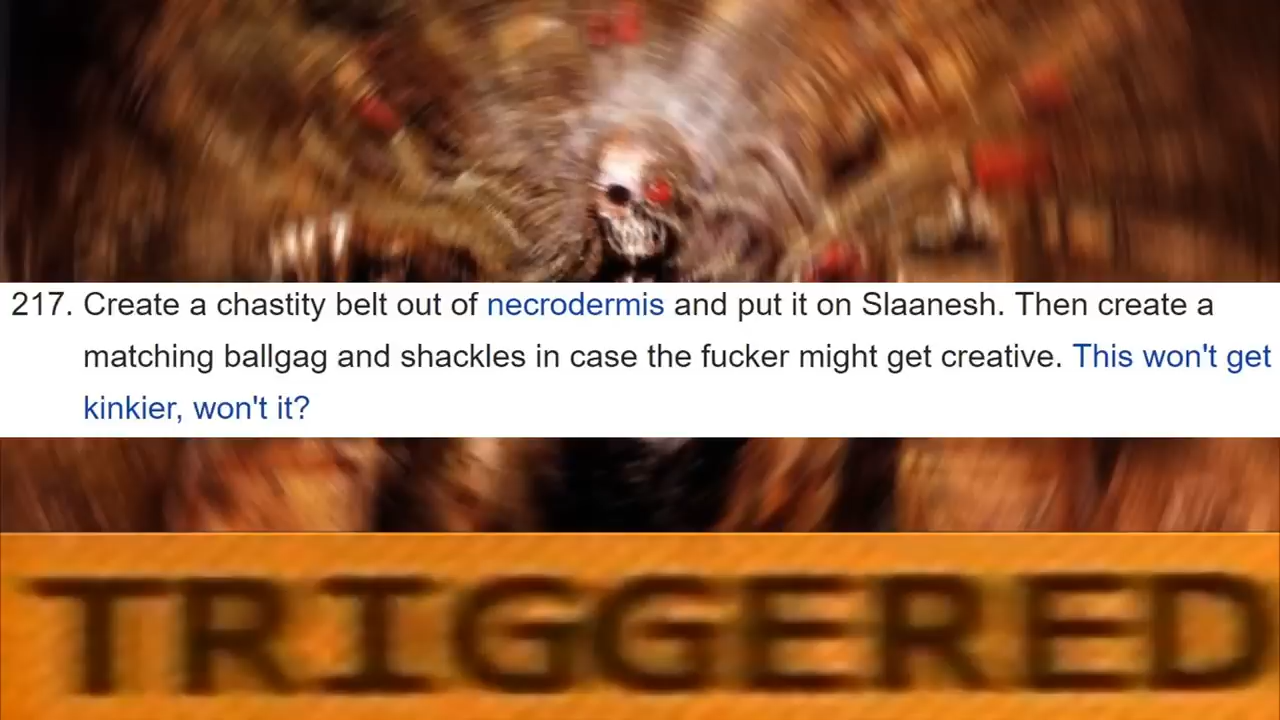 217. Create a chastity belt out of necrodermis and put it on Slaanesh. Then create a
matching ballgag and shackles in case the fucker might get creative. This won't get
kinkier, won't it?
TRIGGERED